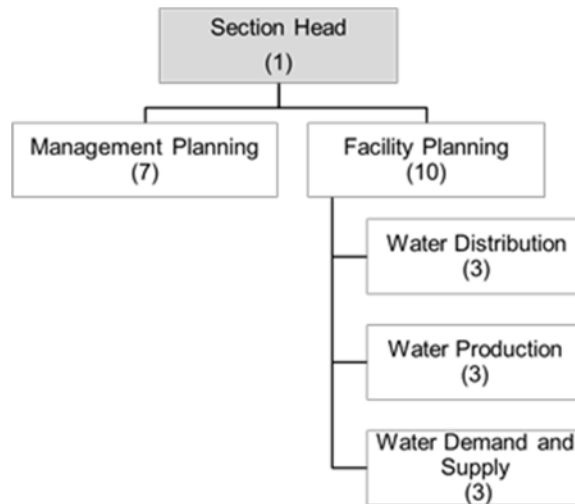 Section Head
(1)
Management Planning
(7)
Facility Planning
(10)
Water Distribution
(3)
Water Production
(3)
Water Demand and
Supply
(3)